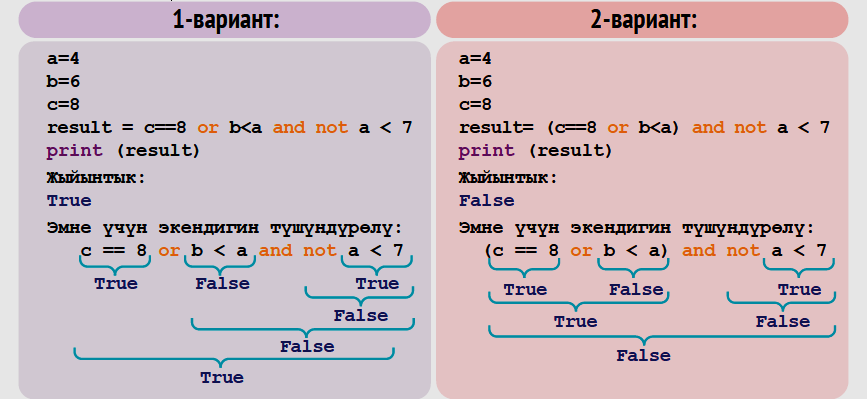 1-вариант:
a=4
b=6
c=8
result = c==8 or b<a and not a < 7
print (result)
Жыйынтык:
True
Эмне үчүн экендигин түшүндүрөлү:
c == 8 or b < a and not a < 7
True False True
False
False
True
2-вариант:
a=4
b=6
c=8
result= (c==8 or b<a) and not a < 7
print (result)
Жыйынтык:
False
Эмне үчүн экендигин түшүндүрөлү:
(c == 8 or b < a) and not a < 7
True False True
True False
False